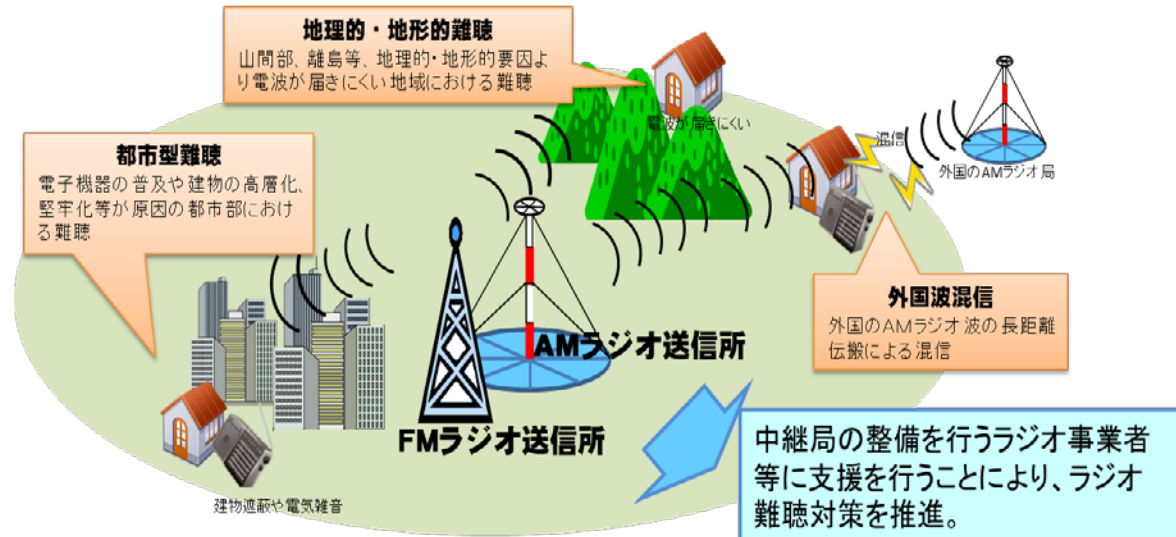 地理的・地形的難聴
山間部、離島等、地理的・地形的要因よ
り電波が届きにくい地域における難聴
電波が届きにくい
混信
外国のAMラジオ局
都市型難聴
電子機器の普及や建物の高層化、
堅牢化等が原因の都市部におけ
る難聴
外国波混信
外国のAMラジオ波の長距離
伝搬による混信
AMラジオ送信所
FMラジオ送信所
建物遮蔽や電気雑音
中継局の整備を行うラジオ事業者
等に支援を行うことにより、ラジオ
難聴対策を推進。